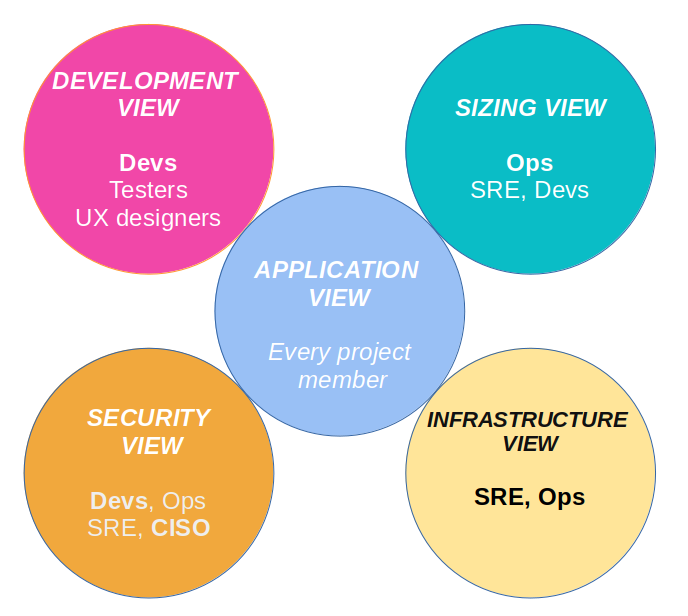 DEVELOPMENT
VIEW
Devs
Testers
UX designers
SIZING VIEW
Ops
SRE, Devs
APPLICATION
VIEW
Every project
member
SECURITY
VIEW
Devs, Ops
SRE, CISO
INFRASTRUCTURE
VIEW
SRE, Ops